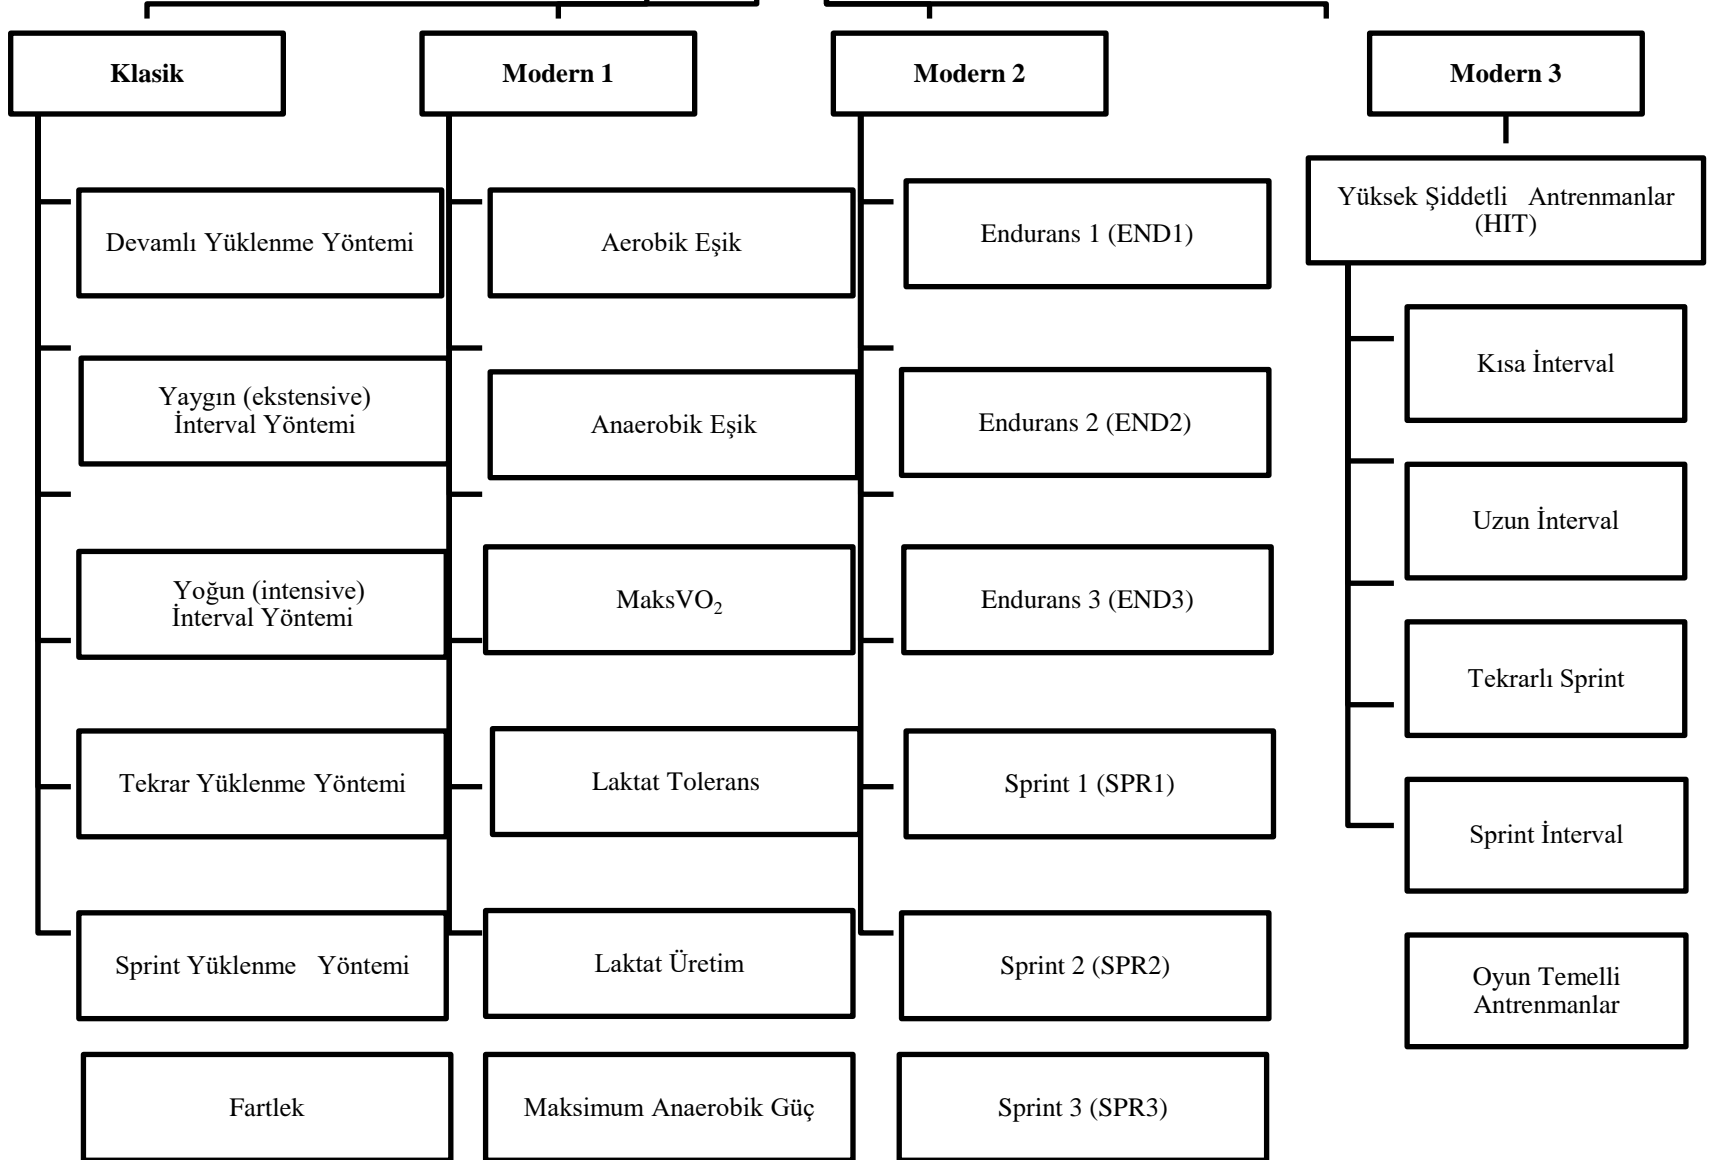 Klasik
Devamlı Yüklenme Yöntemi
Yaygın (ekstensive)
İnterval Yöntemi
Yoğun (intensive)
İnterval Yöntemi
Tekrar Yüklenme Yöntemi
Sprint Yüklenme Yöntemi
Fartlek
Modern 1
Aerobik Eşik
Anaerobik Eşik
MaksVO₂
Laktat Tolerans
Laktat Üretim
Maksimum Anaerobik Güç
Modern 2
Endurans 1 (END1)
Endurans 2 (END2)
Endurans 3 (END3)
Sprint 1 (SPR1)
Sprint 2 (SPR2)
Sprint 3 (SPR3)
Modern 3
Yüksek Şiddetli Antrenmanlar
(HIT)
Kısa İnterval
Uzun İnterval
Tekrarlı Sprint
Sprint İnterval
Oyun Temelli
Antrenmanlar